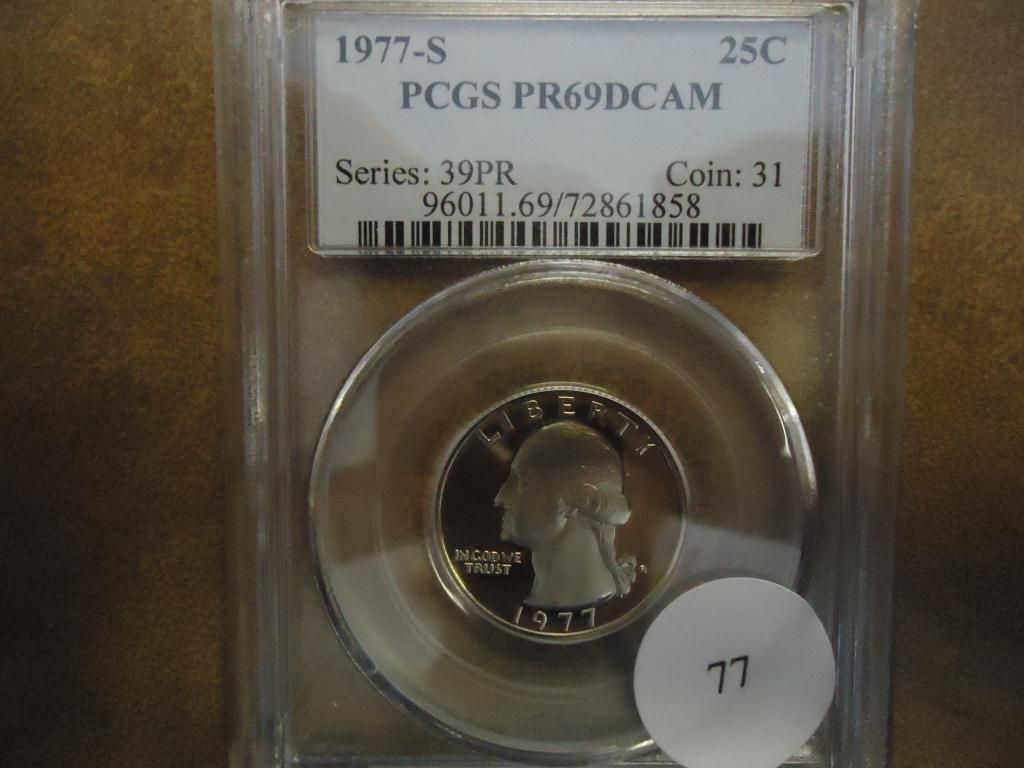 1977-S 25C
PCGS PR69DCAM
Series: 39PR Coin: 31
96011.69/72861858
LIBERTY
IN GOD WE
TRUST
1977
77